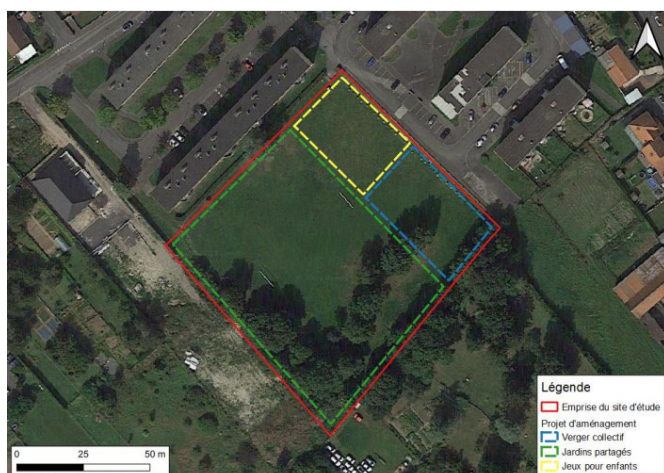 Légende
Emprise du site d'étude
Projet d'aménagement
Verger collectif
Jardins partagés
Jeux pour enfants
0 25 50 m